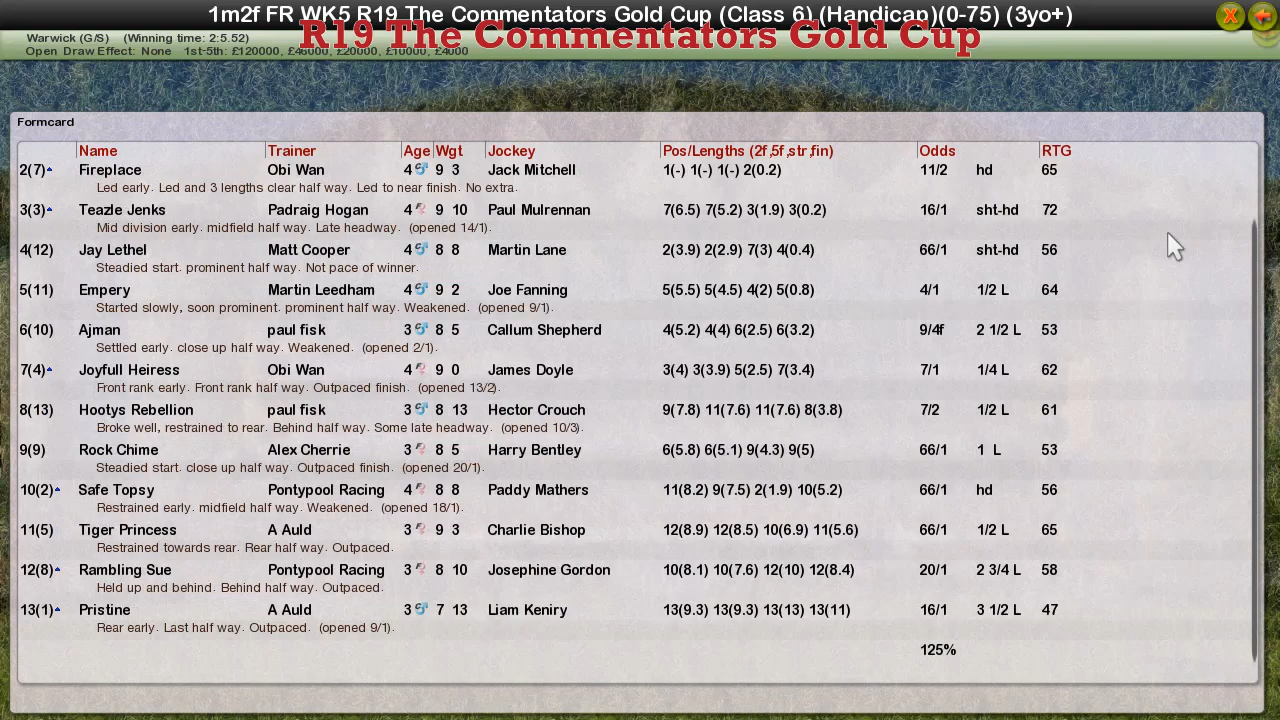 1m2f FR WK5 R19 The Commentators Gold Cup (Class 6) (Handicap)(0-75) (3yo+)
R19 The Commentators Gold Cup
Warwick (G/S) (Winning time: 2:5.52)
Open Draw Effect: None 1st-5th: £120000, £46000, £20000, £10000, £4000
Formcard
Name Trainer Age Wgt Jockey Pos/Lengths (2f,5f,str,fin) Odds RTG
2(7) Fireplace Obi Wan 4 9 3 Jack Mitchell 1(-) 1(-) 1(-) 2(0.2) 11/2 hd 65
Led early. Led and 3 lengths clear half way. Led to near finish. No extra.
3(3) Teazle Jenks Padraig Hogan 4 9 10 Paul Mulrennan 7(6.5) 7(5.2) 3(1.9) 3(0.2) 16/1 sht-hd 72
Mid division early. midfield half way. Late headway. (opened 14/1).
4(12) Jay Lethel Matt Cooper 4 8 8 Martin Lane 2(3.9) 2(2.9) 7(3) 4(0.4) 66/1 sht-hd 56
Steadied start. prominent half way. Not pace of winner.
5(11) Empery Martin Leedham 4 9 2 Joe Fanning 5(5.5) 5(4.5) 4(2) 5(0.8) 4/1 1/2 L 64
Started slowly, soon prominent. prominent half way. Weakened. (opened 9/1).
6(10) Ajman paul fisk 3 8 5 Callum Shepherd 4(5.2) 4(4) 6(2.5) 6(3.2) 9/4f 2 1/2 L 53
Settled early. close up half way. Weakened. (opened 2/1).
7(4) Joyfull Heiress Obi Wan 4 9 0 James Doyle 3(4) 3(3.9) 5(2.5) 7(3.4) 7/1 1/4 L 62
Front rank early. Front rank half way. Outpaced finish. (opened 13/2).
8(13) Hootys Rebellion paul fisk 3 8 13 Hector Crouch 9(7.8) 11(7.6) 11(7.6) 8(3.8) 7/2 1/2 L 61
Broke well, restrained to rear. Behind half way. Some late headway. (opened 10/3).
9(9) Rock Chime Alex Cherrie 3 8 5 Harry Bentley 6(5.8) 6(5.1) 9(4.3) 9(5) 66/1 1 L 53
Steadied start. close up half way. Outpaced finish. (opened 20/1).
10(2) Safe Topsy Pontypool Racing 4 8 8 Paddy Mathers 11(8.2) 9(7.5) 2(1.9) 10(5.2) 66/1 hd 56
Restrained early. midfield half way. Weakened. (opened 18/1).
11(5) Tiger Princess A Auld 3 9 3 Charlie Bishop 12(8.9) 12(8.5) 10(6.9) 11(5.6) 66/1 1/2 L 65
Restrained towards rear. Rear half way. Outpaced.
12(8) Rambling Sue Pontypool Racing 3 8 10 Josephine Gordon 10(8.1) 10(7.6) 12(10) 12(8.4) 20/1 2 3/4 L 58
Held up and behind. Behind half way. Outpaced.
13(1) Pristine A Auld 3 7 13 Liam Keniry 13(9.3) 13(9.3) 13(13) 13(11) 16/1 3 1/2 L 47
Rear early. Last half way. Outpaced. (opened 9/1).
125%